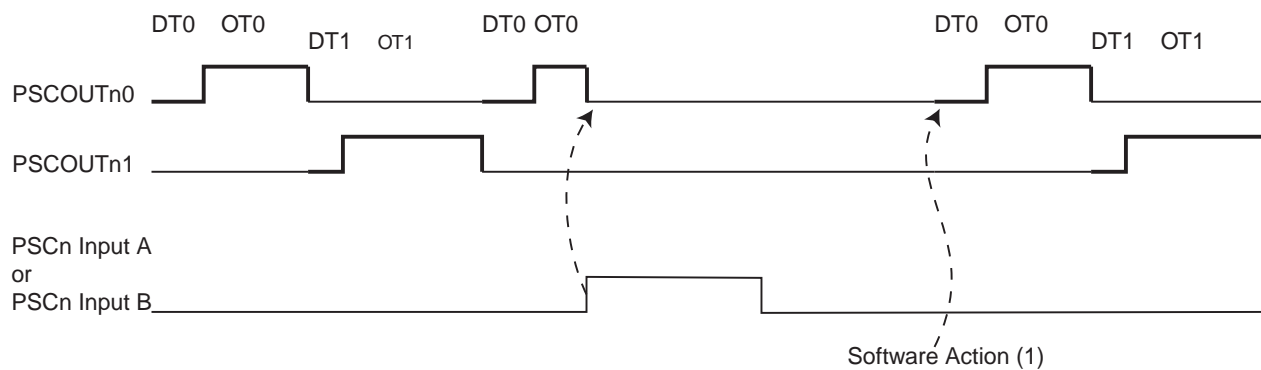 DT0 OT0 DT0 OT0 DT0 OT0
DT1 OT1 DT1 OT1
PSCOUTn0
PSCOUTn1
PSCn Input A
or
PSCn Input B
Software Action (1)